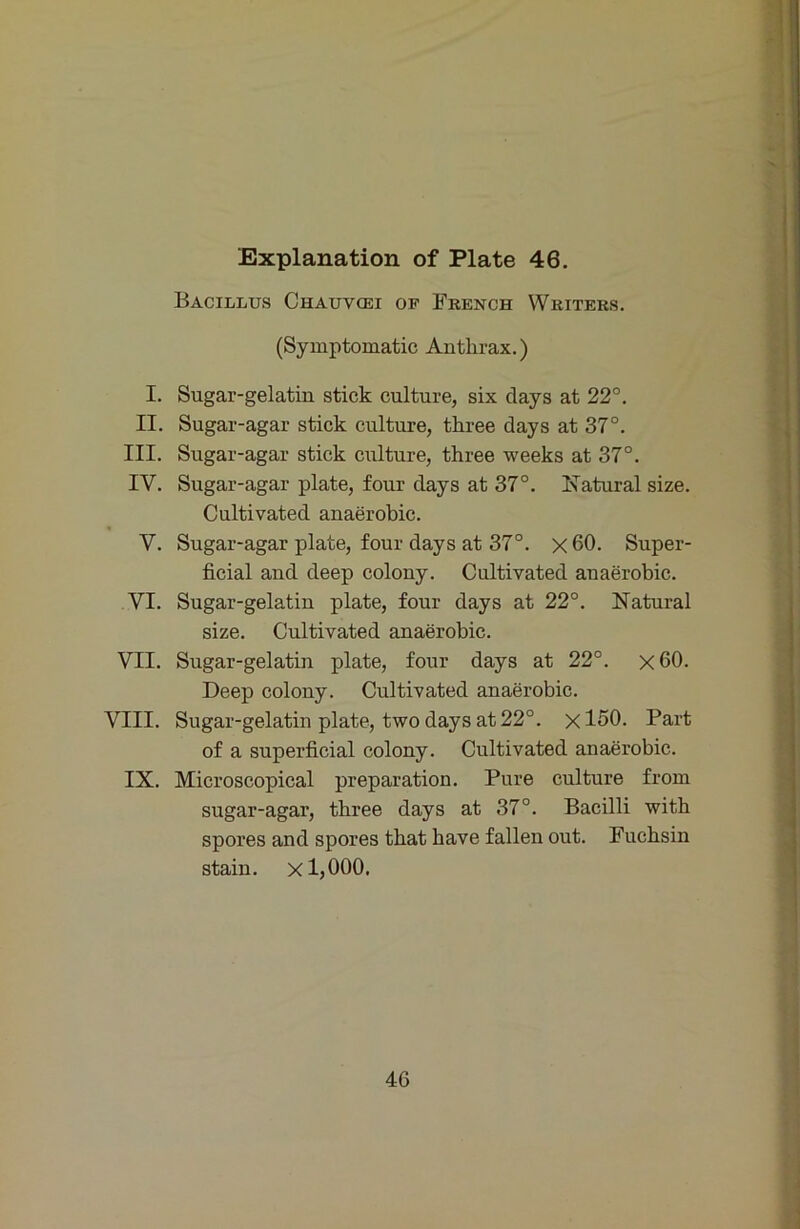 Explanation of Plate 46.
Bacillus Chauvœi of French Writers.
(Symptomatic Anthrax.)
I. Sugar-gelatin stick culture, six days at 22°.
II. Sugar-agar stick culture, three days at 37°.
III. Sugar-agar stick culture, three weeks at 37°.
IV. Sugar-agar plate, four days at 37°. Natural size.
Cultivated anaërobic.
V. Sugar-agar plate, four days at 37°. ×60. Super-
ficial and deep colony. Cultivated anaërobic.
VI. Sugar-gelatin plate, four days at 22°. Natural
size. Cultivated anaërobic.
VII. Sugar-gelatin plate, four days at 22°. ×60.
Deep colony. Cultivated anaërobic.
VIII. Sugar-gelatin plate, two days at 22°. ×150. Part
of a superficial colony. Cultivated anaërobic.
IX. Microscopical preparation. Pure culture from
sugar-agar, three days at 37°. Bacilli with
spores and spores that have fallen out. Fuchsin
stain. ×1,000.
46